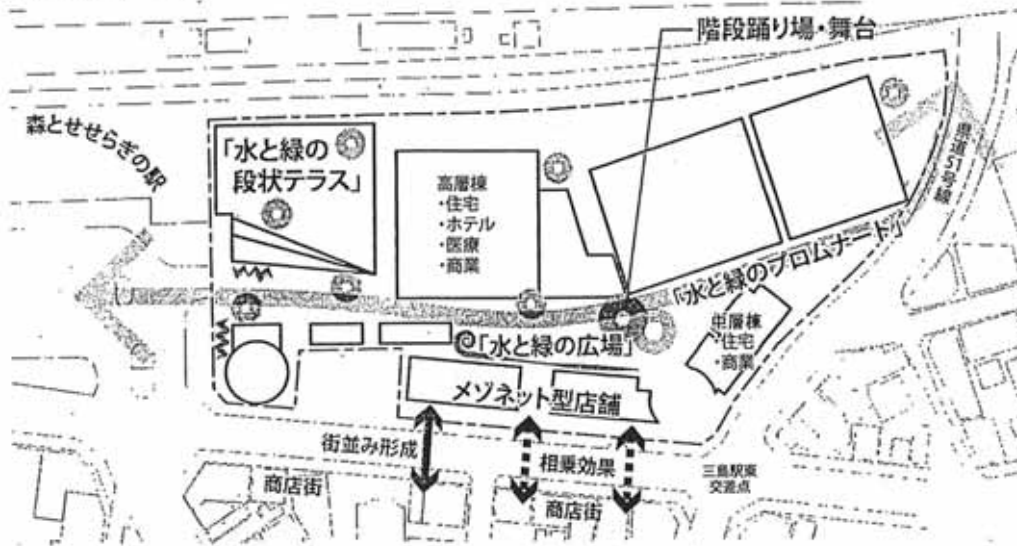 階段踊り場・舞台
森とせせらぎの駅
「水と緑の
段状テラス」
高層棟
・住宅
・ホテル
・医療
・商業
県道51号線
「水と緑のプロムナード」
中層棟
・住宅
・商業
「水と緑の広場」
メゾネット型店舗
街並み形成
相乗効果
三島駅東
交差点
商店街
商店街